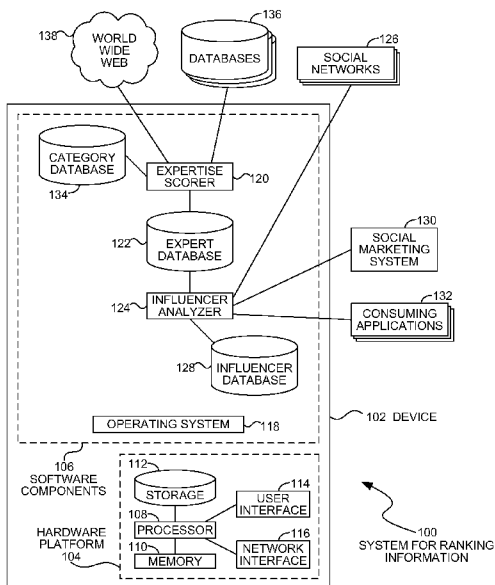 138
WORLD
WIDE
WEB
136
DATABASES
126
SOCIAL
NETWORKS
CATEGORY
DATABASE
134
EXPERTISE
SCORER
120
122
EXPERT
DATABASE
130
SOCIAL
MARKETING
SYSTEM
124
INFLUENCER
ANALYZER
132
CONSUMING
APPLICATIONS
128
INFLUENCER
DATABASE
OPERATING SYSTEM
118
102 DEVICE
106
SOFTWARE
COMPONENTS
112
STORAGE
114
USER
INTERFACE
108
PROCESSOR
HARDWARE
PLATFORM
104
110
MEMORY
116
NETWORK
INTERFACE
100
SYSTEM FOR RANKING
INFORMATION